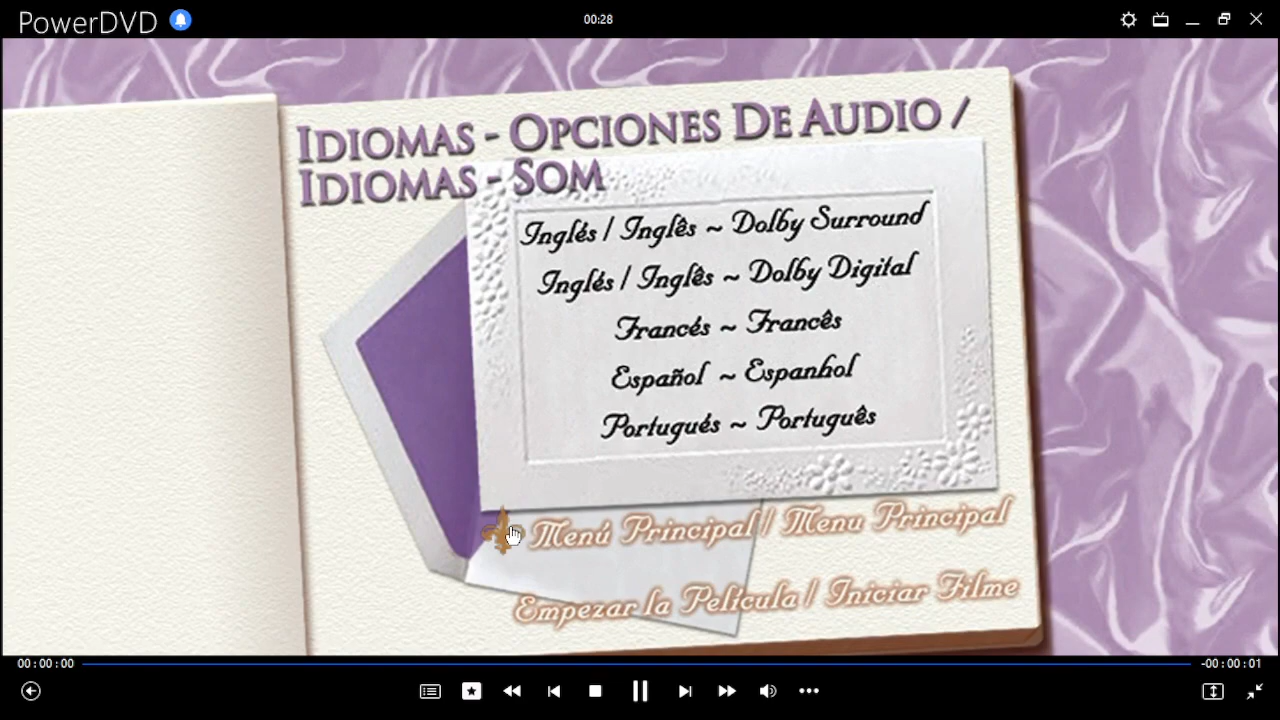 PowerDVD
00:28
IDIOMAS - OPCIONES DE AUDIO /
IDIOMAS - SOM
Inglés / Inglês ~ Dolby Surround
Inglés / Inglês ~ Dolby Digital
Francés ~ Francês
Español ~ Espanhol
Portugués ~ Português
Menú Principal / Menu Principal
Empezar la Película / Iniciar Filme
00:00:00
-00:00:01